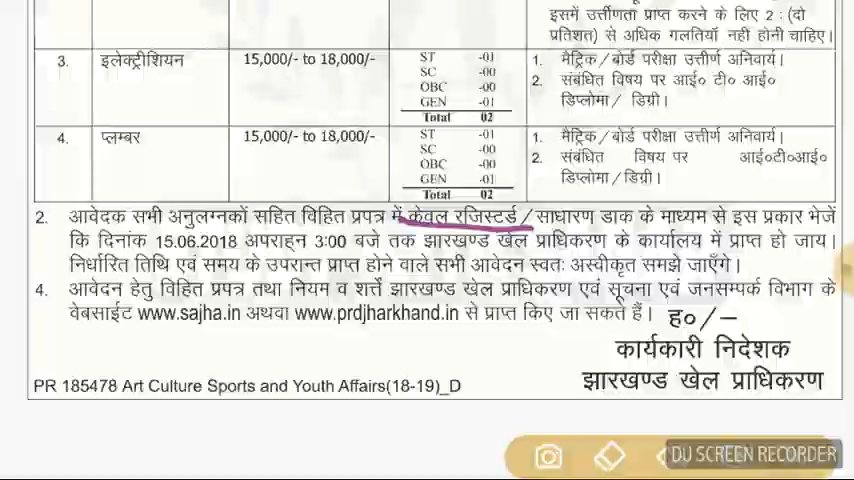 इसमें उर्त्तीणता प्राप्त करने के लिए 2 : (दो
प्रतिशत) से अधिक गलतियाँ नही होनी चाहिए।
3. इलेक्ट्रीशियन 15,000/- to 18,000/- ST -01 1. मैट्रिक/बोर्ड परीक्षा उत्तीर्ण अनिवार्य।
SC -00 2. संबंधित विषय पर आई० टी० आई०
OBC -00 डिप्लोमा/ डिग्री।
GEN -01
Total 02
4. प्लम्बर 15,000/- to 18,000/- ST -01 1. मैट्रिक/बोर्ड परीक्षा उत्तीर्ण अनिवार्य।
SC -00 2. संबंधित विषय पर आई०टी०आई०
OBC -00 डिप्लोमा/डिग्री।
GEN -01
Total 02
2. आवेदक सभी अनुलग्नकों सहित विहित प्रपत्र में केवल रजिस्टर्ड/साधारण डाक के माध्यम से इस प्रकार भेजें
कि दिनांक 15.06.2018 अपराह्न 3:00 बजे तक झारखण्ड खेल प्राधिकरण के कार्यालय में प्राप्त हो जाय।
निर्धारित तिथि एवं समय के उपरान्त प्राप्त होने वाले सभी आवेदन स्वतः अस्वीकृत समझे जाएँगे।
4. आवेदन हेतु विहित प्रपत्र तथा नियम व शर्त्तें झारखण्ड खेल प्राधिकरण एवं सूचना एवं जनसम्पर्क विभाग के
वेबसाईट www.sajha.in अथवा www.prdjharkhand.in से प्राप्त किए जा सकते हैं।
ह०/–
कार्यकारी निदेशक
झारखण्ड खेल प्राधिकरण
PR 185478 Art Culture Sports and Youth Affairs(18-19)_D
DU SCREEN RECORDER